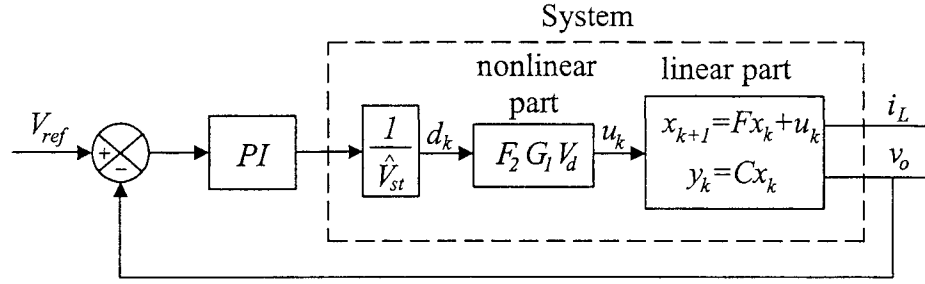 System
nonlinear
part
linear part
V_ref
+
−
PI
1
V̂_st
d_k
F_2 G_1 V_d
u_k
x_{k+1}=Fx_k+u_k
y_k=Cx_k
i_L
v_o